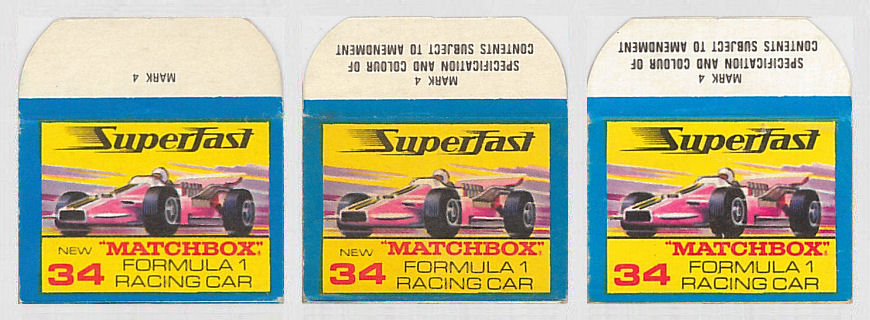 MARK 4
Superfast
NEW "MATCHBOX"
34 FORMULA 1
RACING CAR
MARK 4
SPECIFICATION AND COLOUR OF
CONTENTS SUBJECT TO AMENDMENT
Superfast
NEW "MATCHBOX"
34 FORMULA 1
RACING CAR
MARK 4
SPECIFICATION AND COLOUR OF
CONTENTS SUBJECT TO AMENDMENT
Superfast
"MATCHBOX"
34 FORMULA 1
RACING CAR